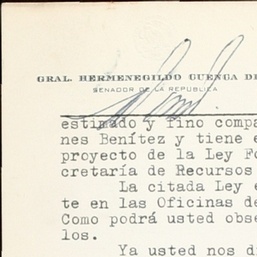 GRAL. HERMENEGILDO CUENCA DE
SENADOR DE LA REPUBLICA
estimado y fino compa
nes Benítez y tiene e
proyecto de la Ley Fo
cretaría de Recursos
La citada Ley e
te en las Oficinas de
Como podrá usted obse
los.
Ya usted nos di